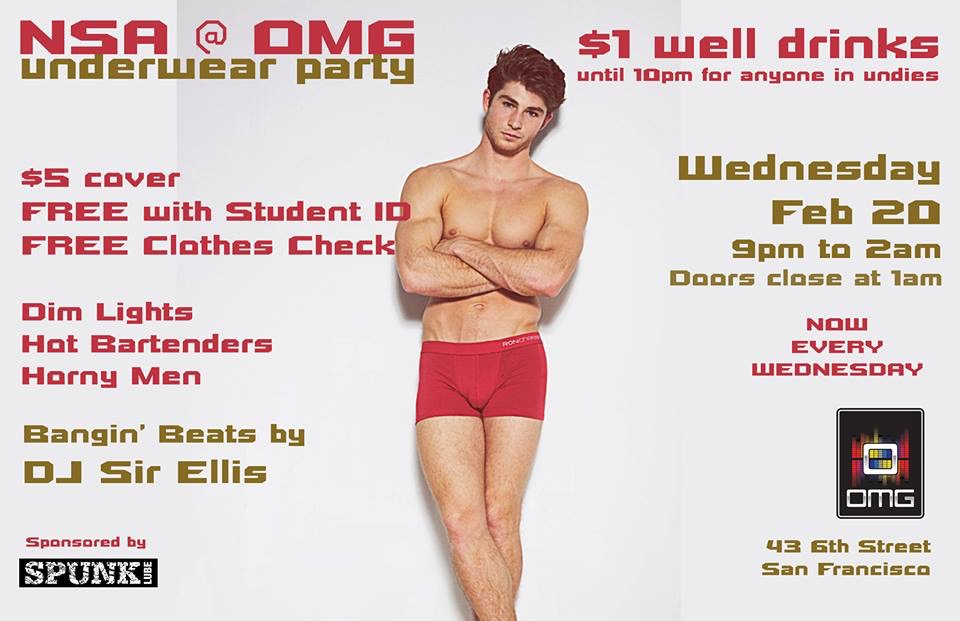 NSA @ OMG
underwear party
$1 well drinks
until 10pm for anyone in undies
$5 cover
FREE with Student ID
FREE Clothes Check
Wednesday
Feb 20
9pm to 2am
Doors close at 1am
Dim Lights
Hot Bartenders
Horny Men
NOW
EVERY
WEDNESDAY
Bangin' Beats by
DJ Sir Ellis
OMG
Sponsored by
SPUNK LUBE
43 6th Street
San Francisco